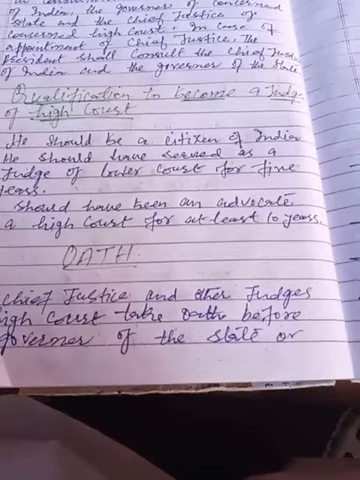 of India, the governer of concerned
state and the Chief Justice of
concerned high court. In case of
appointment of Chief Justice, the
President shall consult the Chief Justice
of India and the governer of the state
Qualification to become a Judge
of high Court
He should be a citizen of India
He should have served as a
Judge of lower Court for five
years.
should have been an advocate
a high Court for at least 10 years.
OATH
Chief Justice and other Judges
high court take oath before
governer of the state or